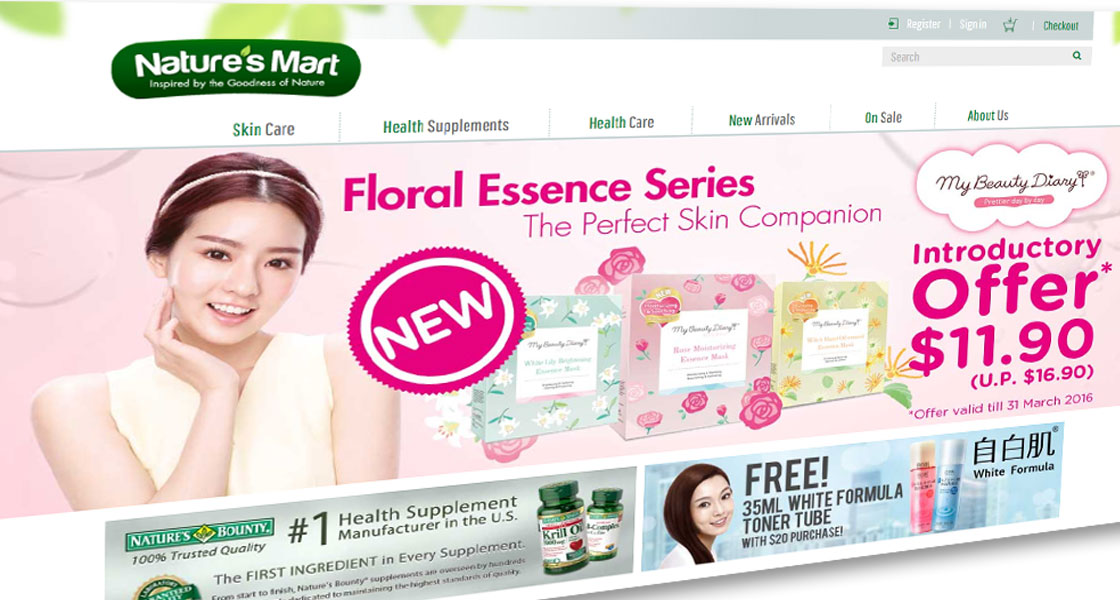 Register | Sign in | Checkout
Search
Nature's Mart
Inspired by the Goodness of Nature
Skin Care
Health Supplements
Health Care
New Arrivals
On Sale
About Us
Floral Essence Series
The Perfect Skin Companion
My Beauty Diary®
Prettier day by day
NEW
Introductory
Offer*
$11.90
(U.P. $16.90)
*Offer valid till 31 March 2016
My Beauty Diary
White Lily Brightening
Essence Mask
Moisturizing
& Soothing
My Beauty Diary
Rose Moisturizing
Essence Mask
My Beauty Diary
Essence Mask
NATURE'S BOUNTY®
100% Trusted Quality
#1 Health Supplement
Manufacturer in the U.S.
The FIRST INGREDIENT in Every Supplement.
From start to finish, Nature's Bounty® supplements are overseen by hundreds
dedicated to maintaining the highest standards of quality.
Krill Oil
B-Complex
FREE!
35ML WHITE FORMULA
TONER TUBE
WITH $20 PURCHASE!
自白肌®
White Formula